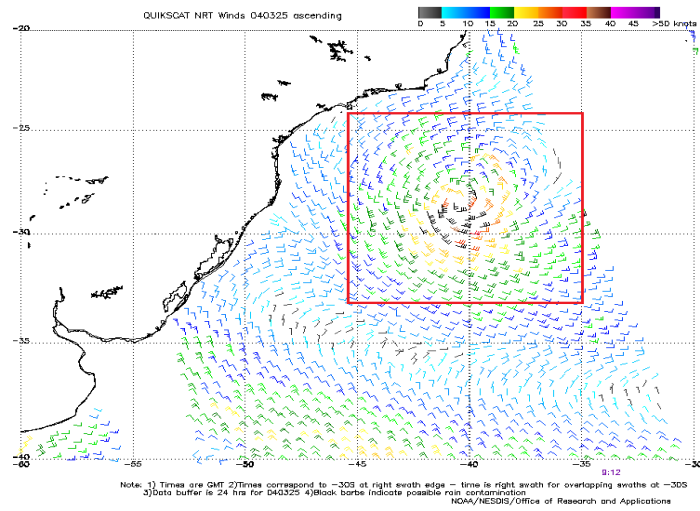 QUIKSCAT NRT Winds 040325 ascending
0 5 10 15 20 25 30 35 40 45 >50 knots
-20
-25
-30
-35
-40
-60 -55 -50 -45 -40 -35
9:12
Note: 1) Times are GMT 2)Times correspond to -30S at right swath edge - time is right swath for overlapping swaths at -30S
3)Data buffer is 24 hrs for 040325 4)Black barbs indicate possible rain contamination
NOAA/NESDIS/Office of Research and Applications